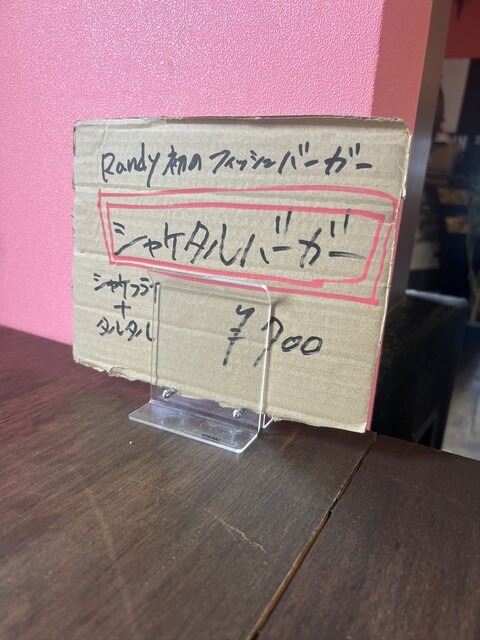 Randy初のフィッシュバーガー
シャケタルバーガー
シャケフライ
+
タルタル
¥700